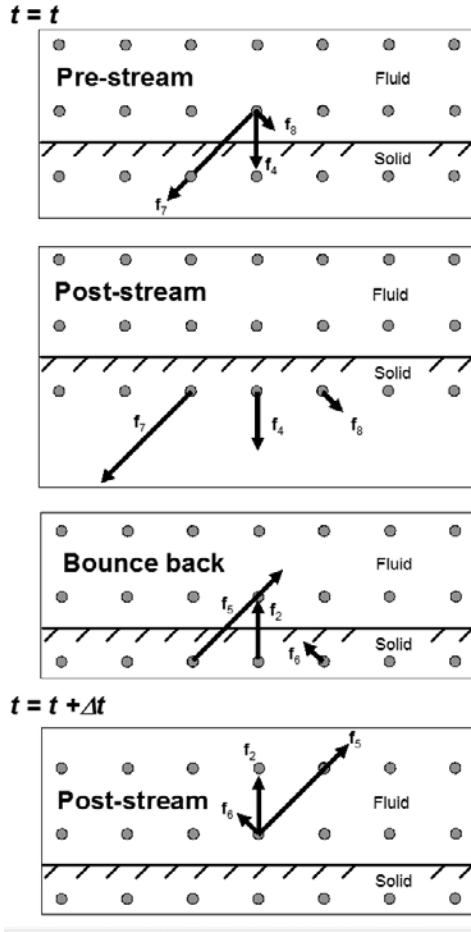 t = t
Pre-stream
Fluid
f8
Solid
f4
f7
Post-stream
Fluid
Solid
f7
f4
f8
Bounce back
Fluid
f5
f2
Solid
f6
t = t +Δt
f2
f5
Post-stream
f6
Fluid
Solid